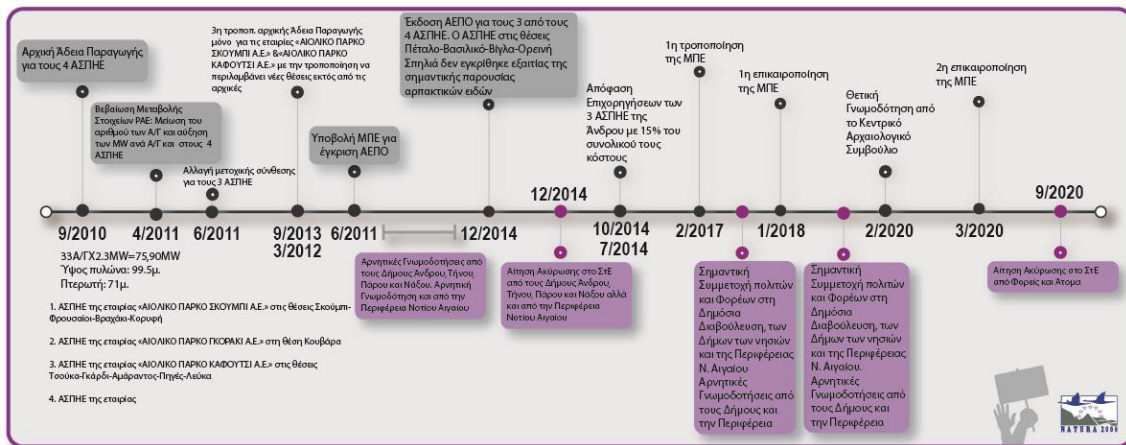 Αρχική Άδεια Παραγωγής
για τους 4 ΑΣΠΗΕ
Βεβαίωση Μεταβολής
Στοιχείων ΡΑΕ: Μείωση του
αριθμού των Α/Γ και αύξηση
των MW ανά Α/Γ και στους 4
ΑΣΠΗΕ
Αλλαγή μετοχικής σύνθεσης
για τους 3 ΑΣΠΗΕ
3η τροποπ. αρχικής Άδειας Παραγωγής
μόνο για τις εταιρίες «ΑΙΟΛΙΚΟ ΠΑΡΚΟ
ΣΚΟΥΜΠΙ Α.Ε.» &«ΑΙΟΛΙΚΟ ΠΑΡΚΟ
ΚΑΦΟΥΤΣΙ Α.Ε.» με την τροποποίηση να
περιλαμβάνει νέες θέσεις εκτός από τις
αρχικές
Υποβολή ΜΠΕ για
έγκριση ΑΕΠΟ
Έκδοση ΑΕΠΟ για τους 3 από τους
4 ΑΣΠΗΕ. Ο ΑΣΠΗΕ στις θέσεις
Πέταλο-Βασιλικό-Βίγλα-Ορεινή
Σπηλιά δεν εγκρίθηκε εξαιτίας της
σημαντικής παρουσίας
αρπακτικών ειδών
Απόφαση
Επιχορηγήσεων των
3 ΑΣΠΗΕ της
Άνδρου με 15% του
συνολικού τους
κόστους
1η τροποποίηση
της ΜΠΕ
1η επικαιροποίηση
της ΜΠΕ
Θετική
Γνωμοδότηση από
το Κεντρικό
Αρχαιολογικό
Συμβούλιο
2η επικαιροποίηση
της ΜΠΕ
12/2014
9/2020
9/2010
4/2011
6/2011
9/2013
3/2012
6/2011
12/2014
10/2014
7/2014
2/2017
1/2018
2/2020
3/2020
33Α/ΓΧ2.3MW=75,90MW
Ύψος πυλώνα: 99.5μ.
Πτερωτή: 71μ.
1. ΑΣΠΗΕ της εταιρίας «ΑΙΟΛΙΚΟ ΠΑΡΚΟ ΣΚΟΥΜΠΙ Α.Ε.» στις θέσεις Σκούμπι-
Φρουσαίοι-Βραχάκι-Κορυφή
2. ΑΣΠΗΕ της εταιρίας «ΑΙΟΛΙΚΟ ΠΑΡΚΟ ΓΚΟΡΑΚΙ Α.Ε.» στη θέση Κουβάρα
3. ΑΣΠΗΕ της εταιρίας «ΑΙΟΛΙΚΟ ΠΑΡΚΟ ΚΑΦΟΥΤΣΙ Α.Ε.» στις θέσεις
Τσούκα-Γκάρδι-Αμάραντος-Πηγές-Λεύκα
4. ΑΣΠΗΕ της εταιρίας
Αρνητικές Γνωμοδοτήσεις από
τους Δήμους Άνδρου, Τήνου,
Πάρου και Νάξου. Αρνητική
Γνωμοδότηση και από την
Περιφέρεια Νοτίου Αιγαίου
Αίτηση Ακύρωσης στο ΣτΕ
από τους Δήμους Άνδρου,
Τήνου, Πάρου και Νάξου αλλά
και από την Περιφέρεια
Νοτίου Αιγαίου
Σημαντική
Συμμετοχή πολιτών
και Φορέων στη
Δημόσια
Διαβούλευση, των
Δήμων των νησιών
και της Περιφέρειας
Ν. Αιγαίου.
Αρνητικές
Γνωμοδοτήσεις από
τους Δήμους και
την Περιφέρεια
Σημαντική
Συμμετοχή πολιτών
και Φορέων στη
Δημόσια
Διαβούλευση, των
Δήμων των νησιών
και της Περιφέρειας
Ν. Αιγαίου.
Αρνητικές
Γνωμοδοτήσεις από
τους Δήμους και
την Περιφέρεια
Αίτηση Ακύρωσης στο ΣτΕ
από Φορείς και Άτομα
NATURA 2000